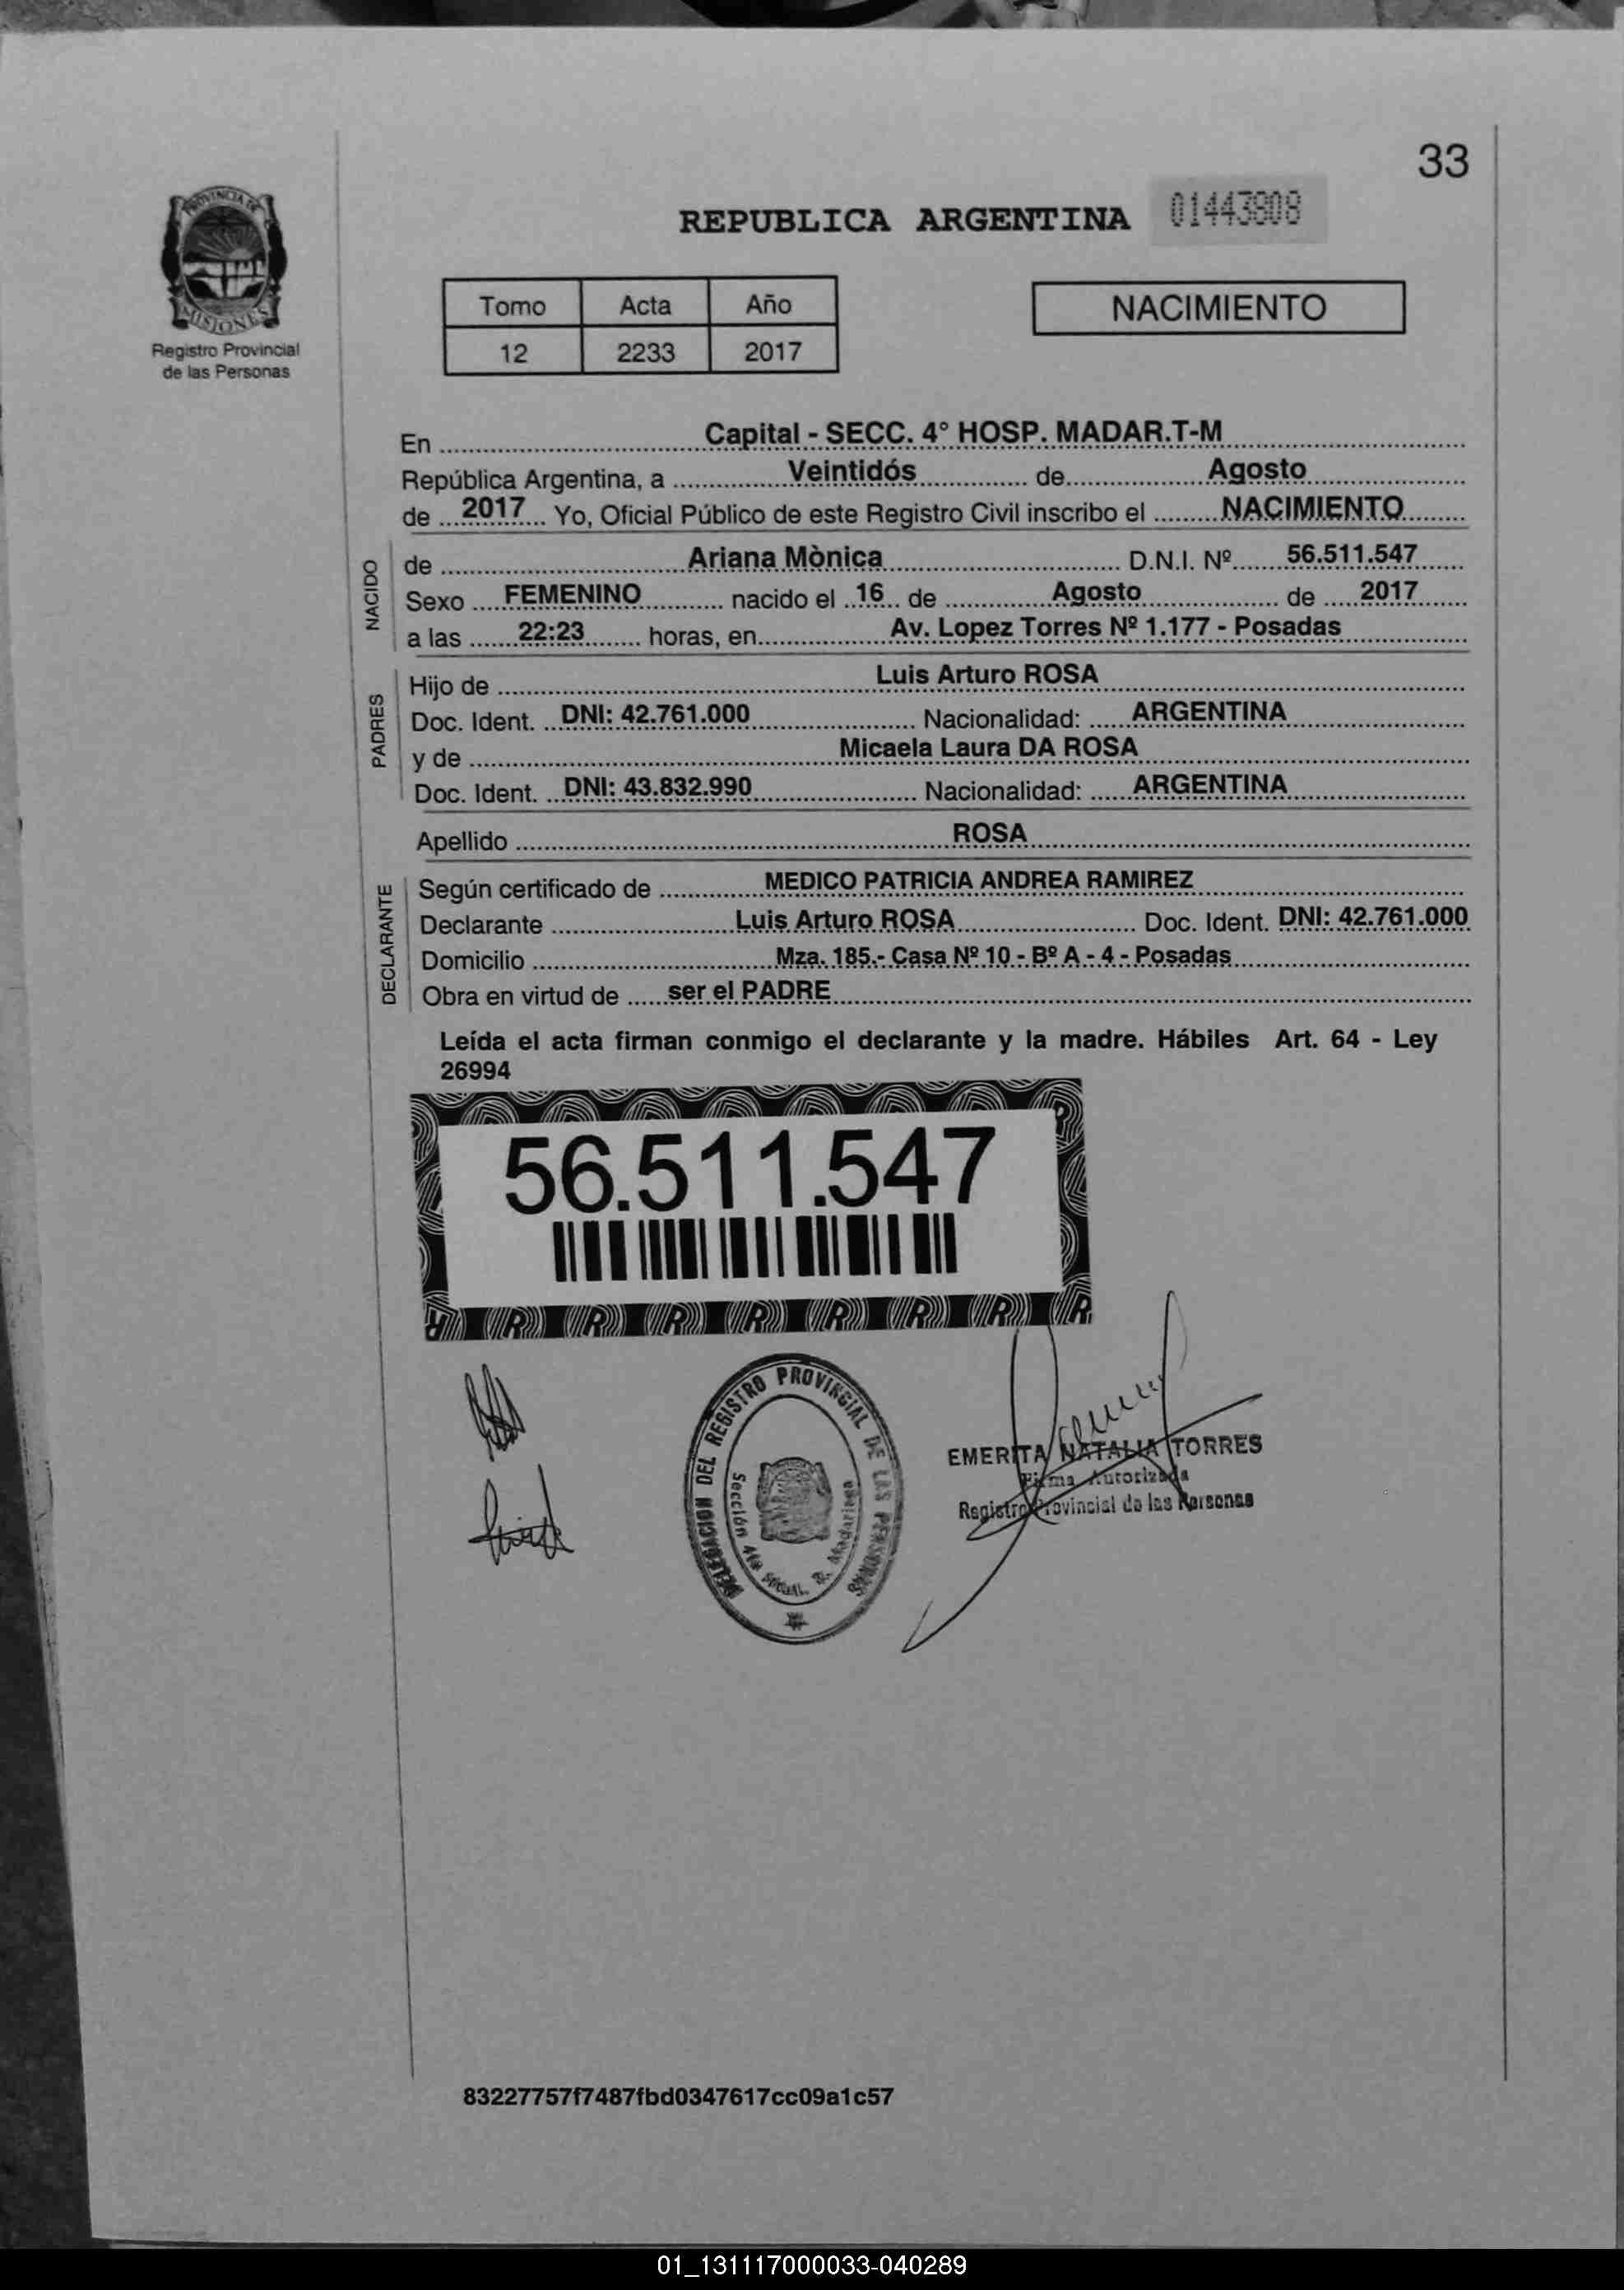 33
PROVINCIA DE
MISIONES
Registro Provincial
de las Personas
REPUBLICA ARGENTINA 01443808
Tomo Acta Año
12 2233 2017
NACIMIENTO
En Capital - SECC. 4° HOSP. MADAR.T-M
República Argentina, a Veintidós de Agosto
de 2017 Yo, Oficial Público de este Registro Civil inscribo el NACIMIENTO
NACIDO
de Ariana Mònica D.N.I. Nº 56.511.547
Sexo FEMENINO nacido el 16 de Agosto de 2017
a las 22:23 horas, en Av. Lopez Torres Nº 1.177 - Posadas
PADRES
Hijo de Luis Arturo ROSA
Doc. Ident. DNI: 42.761.000 Nacionalidad: ARGENTINA
y de Micaela Laura DA ROSA
Doc. Ident. DNI: 43.832.990 Nacionalidad: ARGENTINA
Apellido ROSA
DECLARANTE
Según certificado de MEDICO PATRICIA ANDREA RAMIREZ
Declarante Luis Arturo ROSA Doc. Ident. DNI: 42.761.000
Domicilio Mza. 185.- Casa Nº 10 - Bº A - 4 - Posadas
Obra en virtud de ser el PADRE
Leída el acta firman conmigo el declarante y la madre. Hábiles Art. 64 - Ley
26994
56.511.547
DELEGACION DEL REGISTRO PROVINCIAL DE LAS PERSONAS
Sección 4ta R. Madariaga
EMERITA NATALIA TORRES
Firma Autorizada
Registro Provincial de las Personas
83227757f7487fbd0347617cc09a1c57
01_131117000033-040289